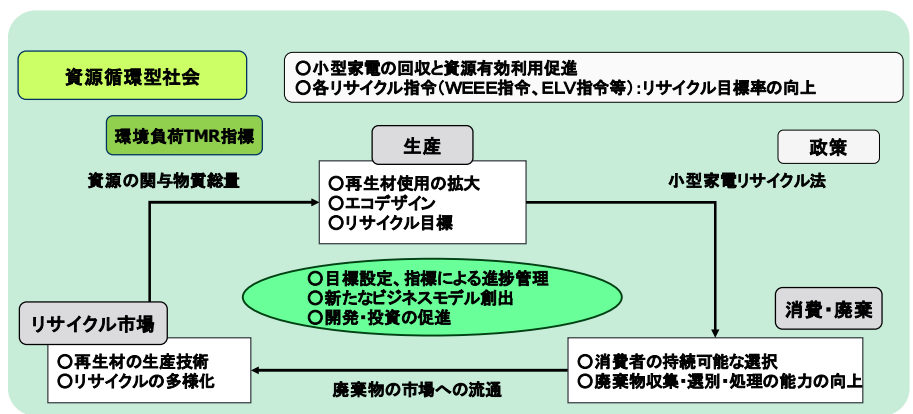 資源循環型社会
○小型家電の回収と資源有効利用促進
○各リサイクル指令(WEEE指令、ELV指令等):リサイクル目標率の向上
環境負荷TMR指標
生産
政策
資源の関与物質総量
○再生材使用の拡大
○エコデザイン
○リサイクル目標
小型家電リサイクル法
○目標設定、指標による進捗管理
○新たなビジネスモデル創出
○開発・投資の促進
リサイクル市場
消費・廃棄
○再生材の生産技術
○リサイクルの多様化
○消費者の持続可能な選択
○廃棄物収集・選別・処理の能力の向上
廃棄物の市場への流通